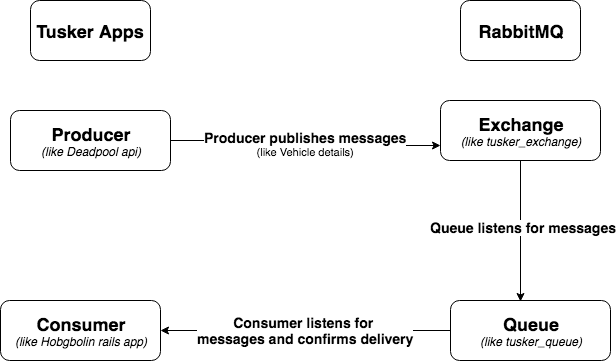 Tusker Apps
RabbitMQ
Producer
(like Deadpool api)
Producer publishes messages
(like Vehicle details)
Exchange
(like tusker_exchange)
Queue listens for messages
Consumer
(like Hobgbolin rails app)
Consumer listens for
messages and confirms delivery
Queue
(like tusker_queue)